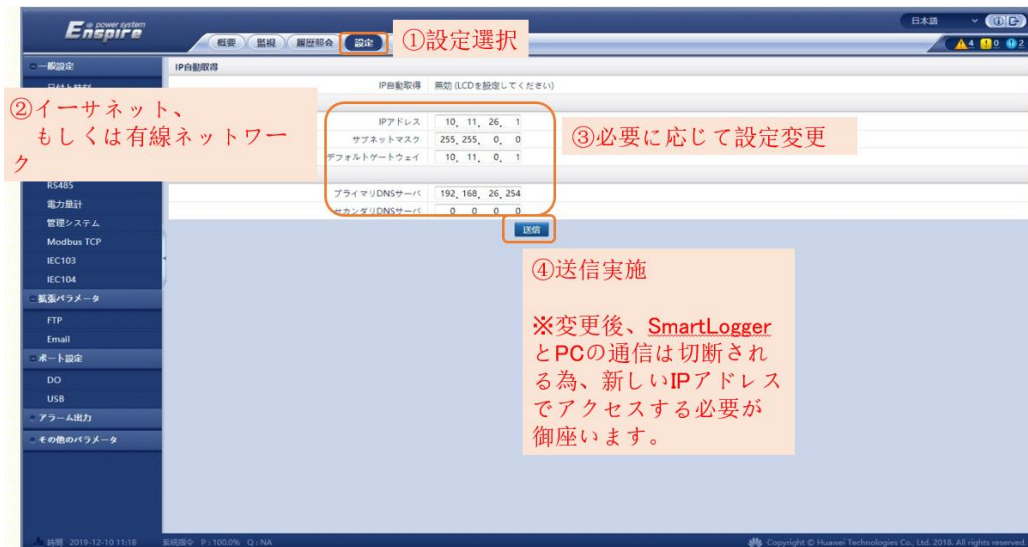 Enspire
e power system
日本語
概要
監視
履歴照会
設定
①設定選択
4
0
2
一般設定
IP自動取得
日付と時刻
IP自動取得
無効 (LCDを設定してください)
②イーサネット、
もしくは有線ネットワー
ク
IPアドレス
10, 11, 26, 1
サブネットマスク
255, 255, 0, 0
デフォルトゲートウェイ
10, 11, 0, 1
③必要に応じて設定変更
RS485
プライマリDNSサーバ
192, 168, 26, 254
電力量計
セカンダリDNSサーバ
0 0 0 0
管理システム
送信
Modbus TCP
IEC103
IEC104
④送信実施
拡張パラメータ
FTP
Email
※変更後、SmartLogger
とPCの通信は切断され
る為、新しいIPアドレス
でアクセスする必要が
御座います。
ポート設定
DO
USB
アラーム出力
その他のパラメータ
時間 2019-12-10 11:18
系統指令 P : 100.0% Q : NA
Copyright © Huawei Technologies Co., Ltd. 2018. All rights reserved.